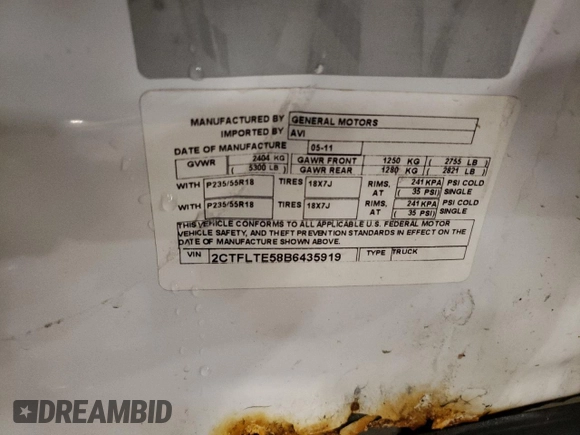 MANUFACTURED BY GENERAL MOTORS
IMPORTED BY AVI
DATE OF MANUFACTURE 05-11
GVWR 2404 KG GAWR FRONT 1250 KG ( 2755 LB )
( 5300 LB ) GAWR REAR 1280 KG ( 2821 LB )
WITH P235/55R18 TIRES 18X7J RIMS, AT 241 KPA ( 35 PSI) PSI COLD SINGLE
WITH P235/55R18 TIRES 18X7J RIMS, AT 241 KPA ( 35 PSI) PSI COLD SINGLE
THIS VEHICLE CONFORMS TO ALL APPLICABLE U.S. FEDERAL MOTOR
VEHICLE SAFETY, AND THEFT PREVENTION STANDARDS IN EFFECT ON THE
DATE OF MANUFACTURE SHOWN ABOVE.
VIN 2CTFLTE58B6435919 TYPE TRUCK
DREAMBID